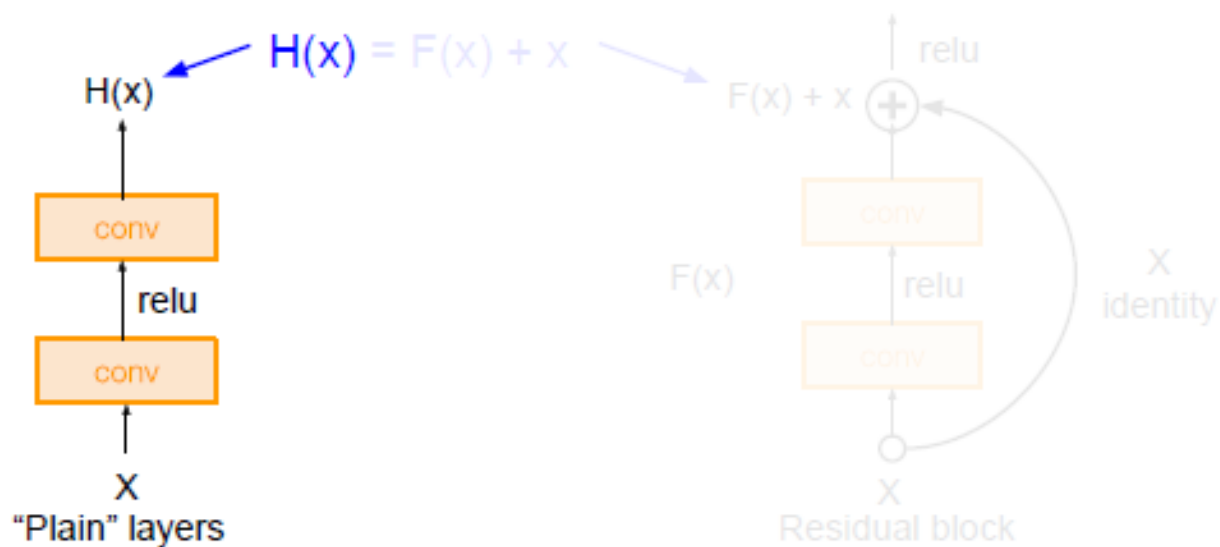 H(x) = F(x) + x
H(x)
conv
relu
conv
X
“Plain” layers
relu
F(x) + x
+
conv
F(x)
relu
conv
X
identity
X
Residual block